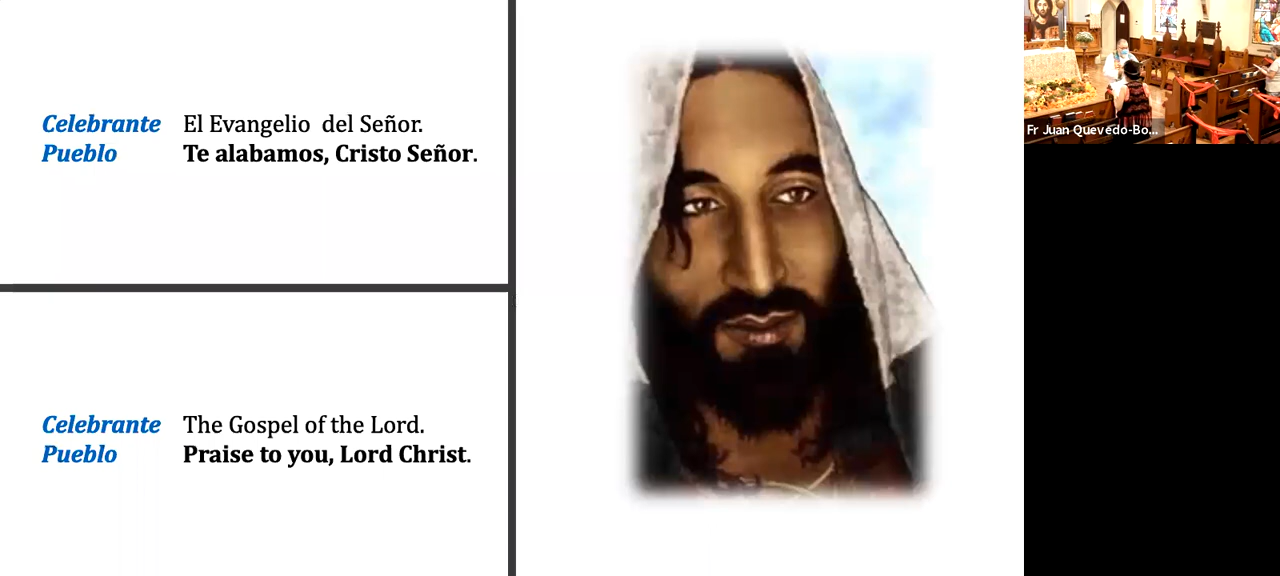 Celebrante El Evangelio del Señor.
Pueblo Te alabamos, Cristo Señor.
Celebrante The Gospel of the Lord.
Pueblo Praise to you, Lord Christ.
Fr Juan Quevedo-Bo...